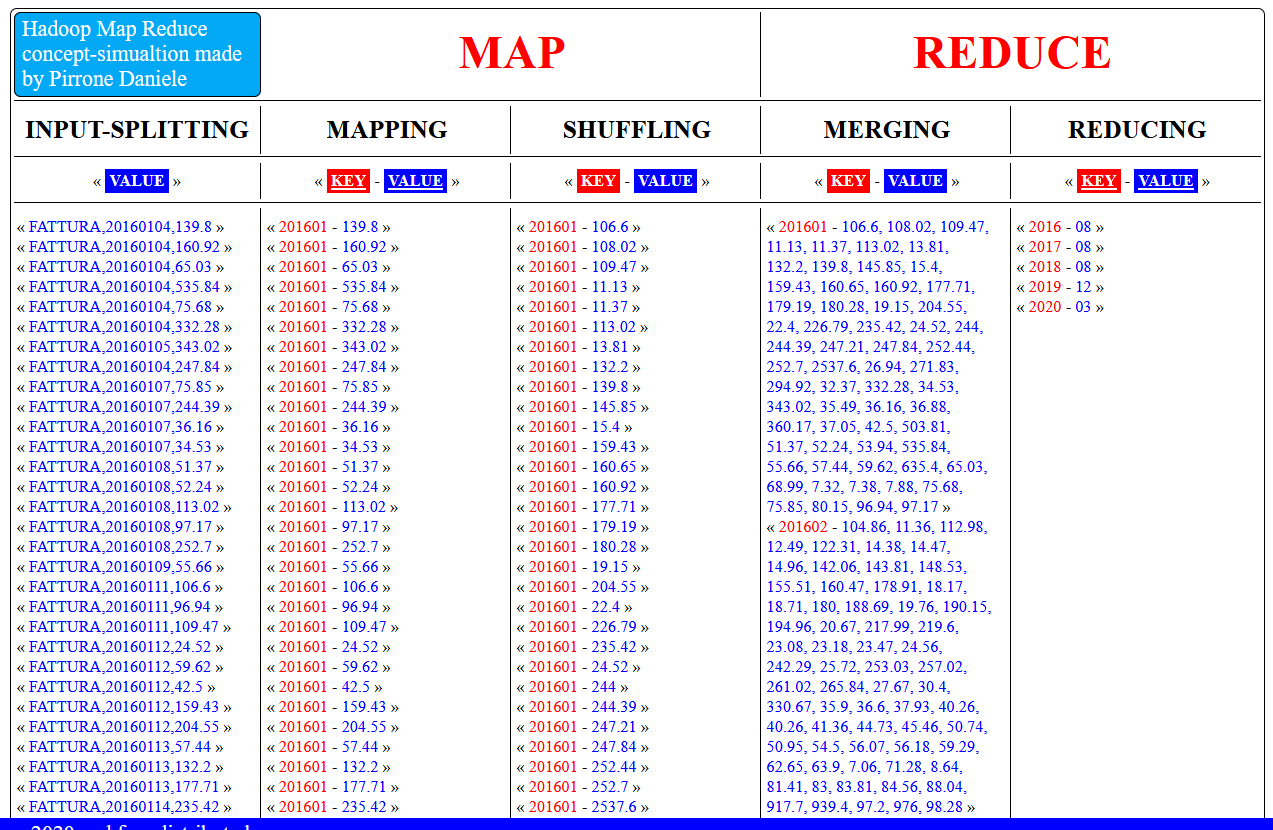 Hadoop Map Reduce
concept-simualtion made
by Pirrone Daniele
MAP
REDUCE
INPUT-SPLITTING
MAPPING
SHUFFLING
MERGING
REDUCING
« VALUE »
« KEY - VALUE »
« KEY - VALUE »
« KEY - VALUE »
« KEY - VALUE »
« FATTURA,20160104,139.8 »
« FATTURA,20160104,160.92 »
« FATTURA,20160104,65.03 »
« FATTURA,20160104,535.84 »
« FATTURA,20160104,75.68 »
« FATTURA,20160104,332.28 »
« FATTURA,20160105,343.02 »
« FATTURA,20160104,247.84 »
« FATTURA,20160107,75.85 »
« FATTURA,20160107,244.39 »
« FATTURA,20160107,36.16 »
« FATTURA,20160107,34.53 »
« FATTURA,20160108,51.37 »
« FATTURA,20160108,52.24 »
« FATTURA,20160108,113.02 »
« FATTURA,20160108,97.17 »
« FATTURA,20160108,252.7 »
« FATTURA,20160109,55.66 »
« FATTURA,20160111,106.6 »
« FATTURA,20160111,96.94 »
« FATTURA,20160111,109.47 »
« FATTURA,20160112,24.52 »
« FATTURA,20160112,59.62 »
« FATTURA,20160112,42.5 »
« FATTURA,20160112,159.43 »
« FATTURA,20160112,204.55 »
« FATTURA,20160113,57.44 »
« FATTURA,20160113,132.2 »
« FATTURA,20160113,177.71 »
« FATTURA,20160114,235.42 »
« 201601 - 139.8 »
« 201601 - 160.92 »
« 201601 - 65.03 »
« 201601 - 535.84 »
« 201601 - 75.68 »
« 201601 - 332.28 »
« 201601 - 343.02 »
« 201601 - 247.84 »
« 201601 - 75.85 »
« 201601 - 244.39 »
« 201601 - 36.16 »
« 201601 - 34.53 »
« 201601 - 51.37 »
« 201601 - 52.24 »
« 201601 - 113.02 »
« 201601 - 97.17 »
« 201601 - 252.7 »
« 201601 - 55.66 »
« 201601 - 106.6 »
« 201601 - 96.94 »
« 201601 - 109.47 »
« 201601 - 24.52 »
« 201601 - 59.62 »
« 201601 - 42.5 »
« 201601 - 159.43 »
« 201601 - 204.55 »
« 201601 - 57.44 »
« 201601 - 132.2 »
« 201601 - 177.71 »
« 201601 - 235.42 »
« 201601 - 106.6 »
« 201601 - 108.02 »
« 201601 - 109.47 »
« 201601 - 11.13 »
« 201601 - 11.37 »
« 201601 - 113.02 »
« 201601 - 13.81 »
« 201601 - 132.2 »
« 201601 - 139.8 »
« 201601 - 145.85 »
« 201601 - 15.4 »
« 201601 - 159.43 »
« 201601 - 160.65 »
« 201601 - 160.92 »
« 201601 - 177.71 »
« 201601 - 179.19 »
« 201601 - 180.28 »
« 201601 - 19.15 »
« 201601 - 204.55 »
« 201601 - 22.4 »
« 201601 - 226.79 »
« 201601 - 235.42 »
« 201601 - 24.52 »
« 201601 - 244 »
« 201601 - 244.39 »
« 201601 - 247.21 »
« 201601 - 247.84 »
« 201601 - 252.44 »
« 201601 - 252.7 »
« 201601 - 2537.6 »
« 201601 - 106.6, 108.02, 109.47,
11.13, 11.37, 113.02, 13.81,
132.2, 139.8, 145.85, 15.4,
159.43, 160.65, 160.92, 177.71,
179.19, 180.28, 19.15, 204.55,
22.4, 226.79, 235.42, 24.52, 244,
244.39, 247.21, 247.84, 252.44,
252.7, 2537.6, 26.94, 271.83,
294.92, 32.37, 332.28, 34.53,
343.02, 35.49, 36.16, 36.88,
360.17, 37.05, 42.5, 503.81,
51.37, 52.24, 53.94, 535.84,
55.66, 57.44, 59.62, 635.4, 65.03,
68.99, 7.32, 7.38, 7.88, 75.68,
75.85, 80.15, 96.94, 97.17 »
« 201602 - 104.86, 11.36, 112.98,
12.49, 122.31, 14.38, 14.47,
14.96, 142.06, 143.81, 148.53,
155.51, 160.47, 178.91, 18.17,
18.71, 180, 188.69, 19.76, 190.15,
194.96, 20.67, 217.99, 219.6,
23.08, 23.18, 23.47, 24.56,
242.29, 25.72, 253.03, 257.02,
261.02, 265.84, 27.67, 30.4,
330.67, 35.9, 36.6, 37.93, 40.26,
40.26, 41.36, 44.73, 45.46, 50.74,
50.95, 54.5, 56.07, 56.18, 59.29,
62.65, 63.9, 7.06, 71.28, 8.64,
81.41, 83, 83.81, 84.56, 88.04,
917.7, 939.4, 97.2, 976, 98.28 »
« 2016 - 08 »
« 2017 - 08 »
« 2018 - 08 »
« 2019 - 12 »
« 2020 - 03 »